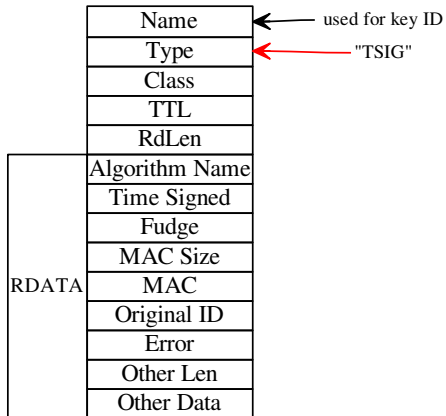 Name
used for key ID
Type
"TSIG"
Class
TTL
RdLen
Algorithm Name
Time Signed
Fudge
MAC Size
RDATA
MAC
Original ID
Error
Other Len
Other Data